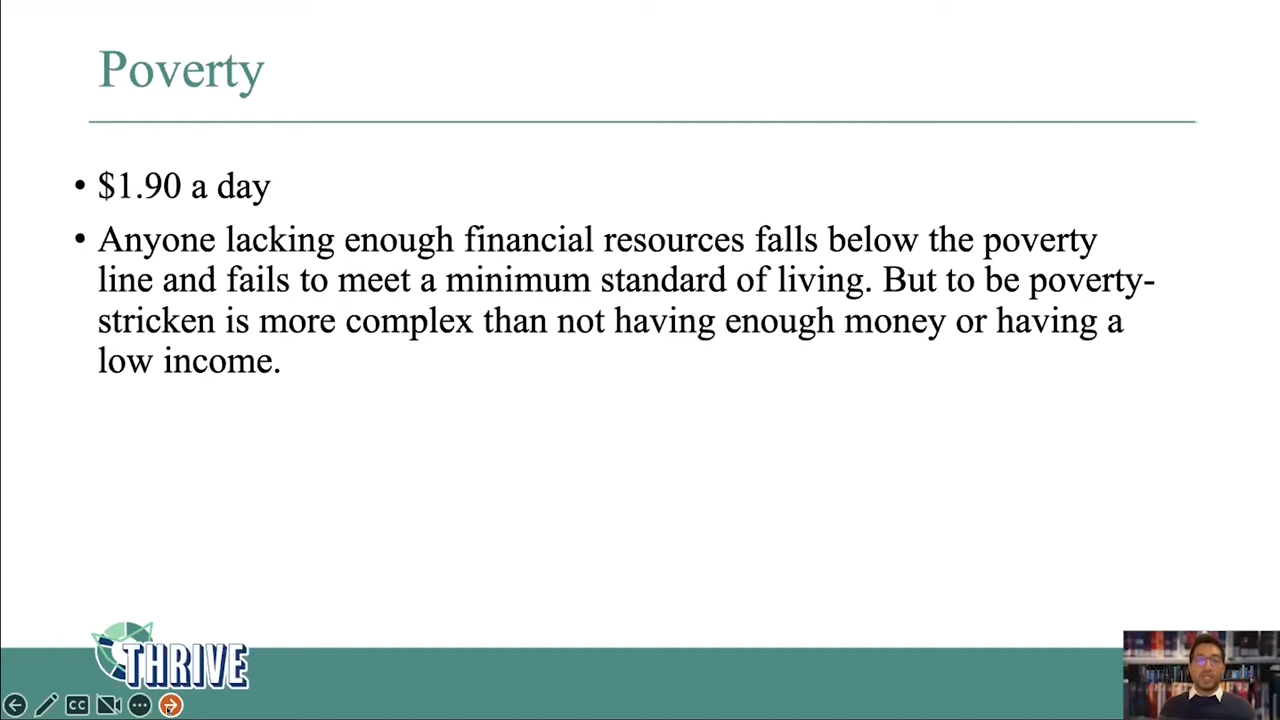 Poverty
• $1.90 a day
• Anyone lacking enough financial resources falls below the poverty
line and fails to meet a minimum standard of living. But to be poverty-
stricken is more complex than not having enough money or having a
low income.
THRIVE
CC